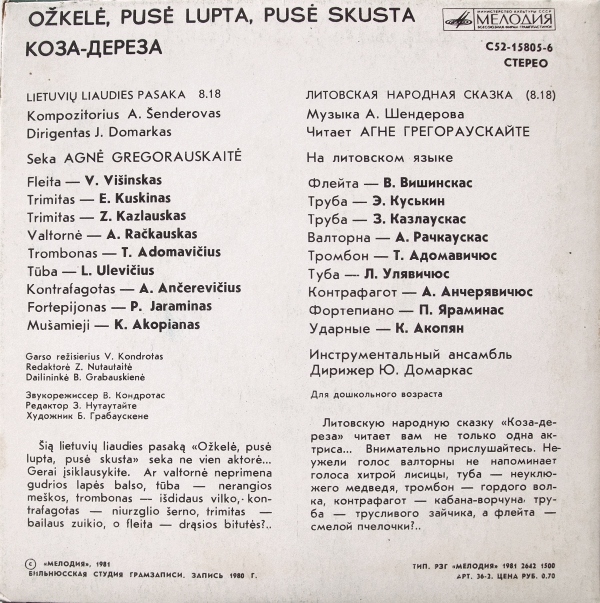 OŽKELĖ, PUSĖ LUPTA, PUSĖ SKUSTA
КОЗА-ДЕРЕЗА
МИНИСТЕРСТВО КУЛЬТУРЫ СССР
МЕЛОДИЯ
ВСЕСОЮЗНАЯ ФИРМА ГРАМПЛАСТИНОК
С52-15805-6
СТЕРЕО
LIETUVIŲ LIAUDIES PASAKA 8.18
Kompozitorius A. Šenderovas
Dirigentas J. Domarkas
Seka AGNĖ GREGORAUSKAITĖ
Fleita — V. Višinskas
Trimitas — E. Kuskinas
Trimitas — Z. Kazlauskas
Valtornė — A. Račkauskas
Trombonas — T. Adomavičius
Tūba — L. Ulevičius
Kontrafagotas — A. Ančerevičius
Fortepijonas — P. Jaraminas
Mušamieji — K. Akopianas
Garso režisierius V. Kondrotas
Redaktorė Z. Nutautaitė
Dailininkė B. Grabauskienė
Звукорежиссер В. Кондротас
Редактор З. Нутаутайте
Художник Б. Грабаускене
Šią lietuvių liaudies pasaką «Ožkelė, pusė
lupta, pusė skusta» seka ne vien aktorė...
Gerai įsiklausykite. Ar valtornė neprimena
gudrios lapės balso, tūba — nerangios
meškos, trombonas — išdidaus vilko, kon-
trafagotas — niurzglio šerno, trimitas —
bailaus zuikio, o fleita — drąsios bitutės?..
ЛИТОВСКАЯ НАРОДНАЯ СКАЗКА (8.18)
Музыка А. Шендерова
Читает АГНЕ ГРЕГОРАУСКАЙТЕ
На литовском языке
Флейта — В. Вишинскас
Труба — Э. Куськин
Труба — З. Казлаускас
Валторна — А. Рачкаускас
Тромбон — Т. Адомавичюс
Туба — Л. Улявичюс
Контрафагот — А. Анчерявичюс
Фортепиано — П. Яраминас
Ударные — К. Акопян
Инструментальный ансамбль
Дирижер Ю. Домаркас
Для дошкольного возраста
Литовскую народную сказку «Коза-де-
реза» читает вам не только одна ак-
триса... Внимательно прислушайтесь. Не-
ужели голос валторны не напоминает
голоса хитрой лисицы, туба — неуклю-
жего медведя, тромбон — гордого вол-
ка, контрафагот — кабана-ворчуна, тру-
ба — трусливого зайчика, а флейта —
смелой пчелочки?..
© «МЕЛОДИЯ», 1981
ВИЛЬНЮССКАЯ СТУДИЯ ГРАМЗАПИСИ. ЗАПИСЬ 1980 Г.
ТИП. РЗГ «МЕЛОДИЯ» 1981 2642 1500
АРТ. 36-2. ЦЕНА РУБ. 0,70